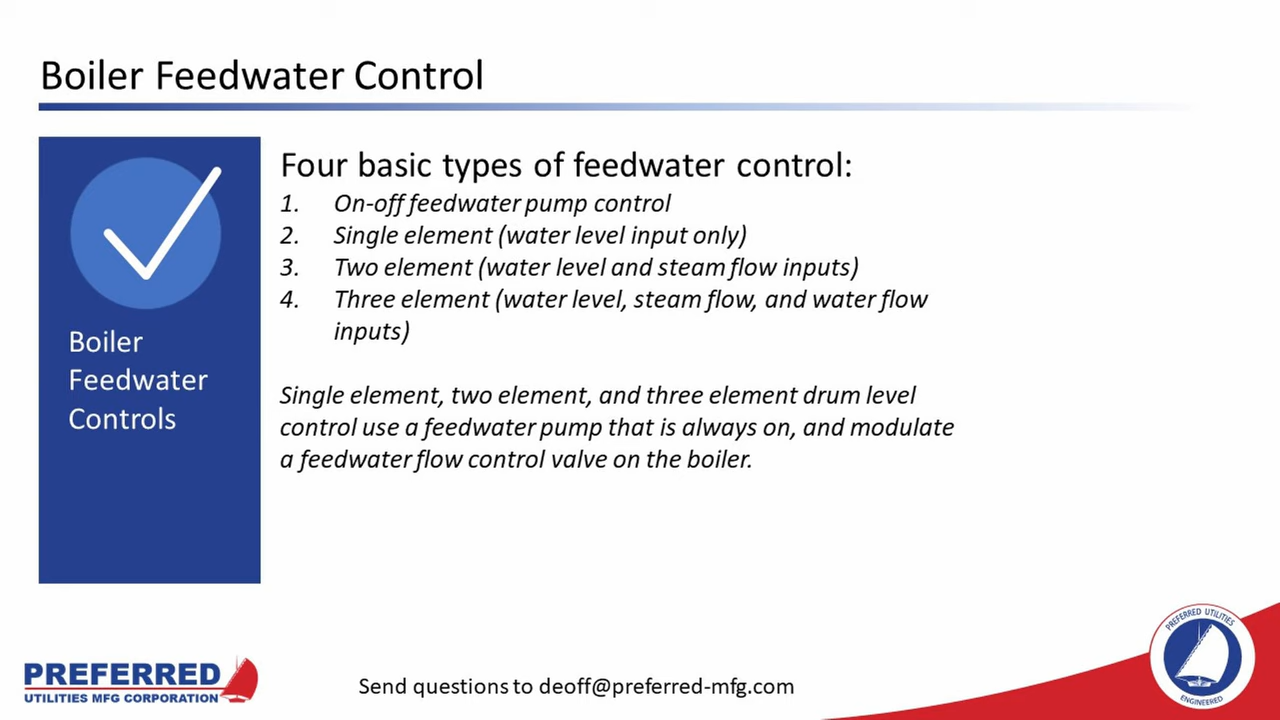 Boiler Feedwater Control
Boiler
Feedwater
Controls
Four basic types of feedwater control:
1. On-off feedwater pump control
2. Single element (water level input only)
3. Two element (water level and steam flow inputs)
4. Three element (water level, steam flow, and water flow
inputs)
Single element, two element, and three element drum level
control use a feedwater pump that is always on, and modulate
a feedwater flow control valve on the boiler.
PREFERRED
UTILITIES MFG CORPORATION
Send questions to deoff@preferred-mfg.com
PREFERRED UTILITIES
ENGINEERED